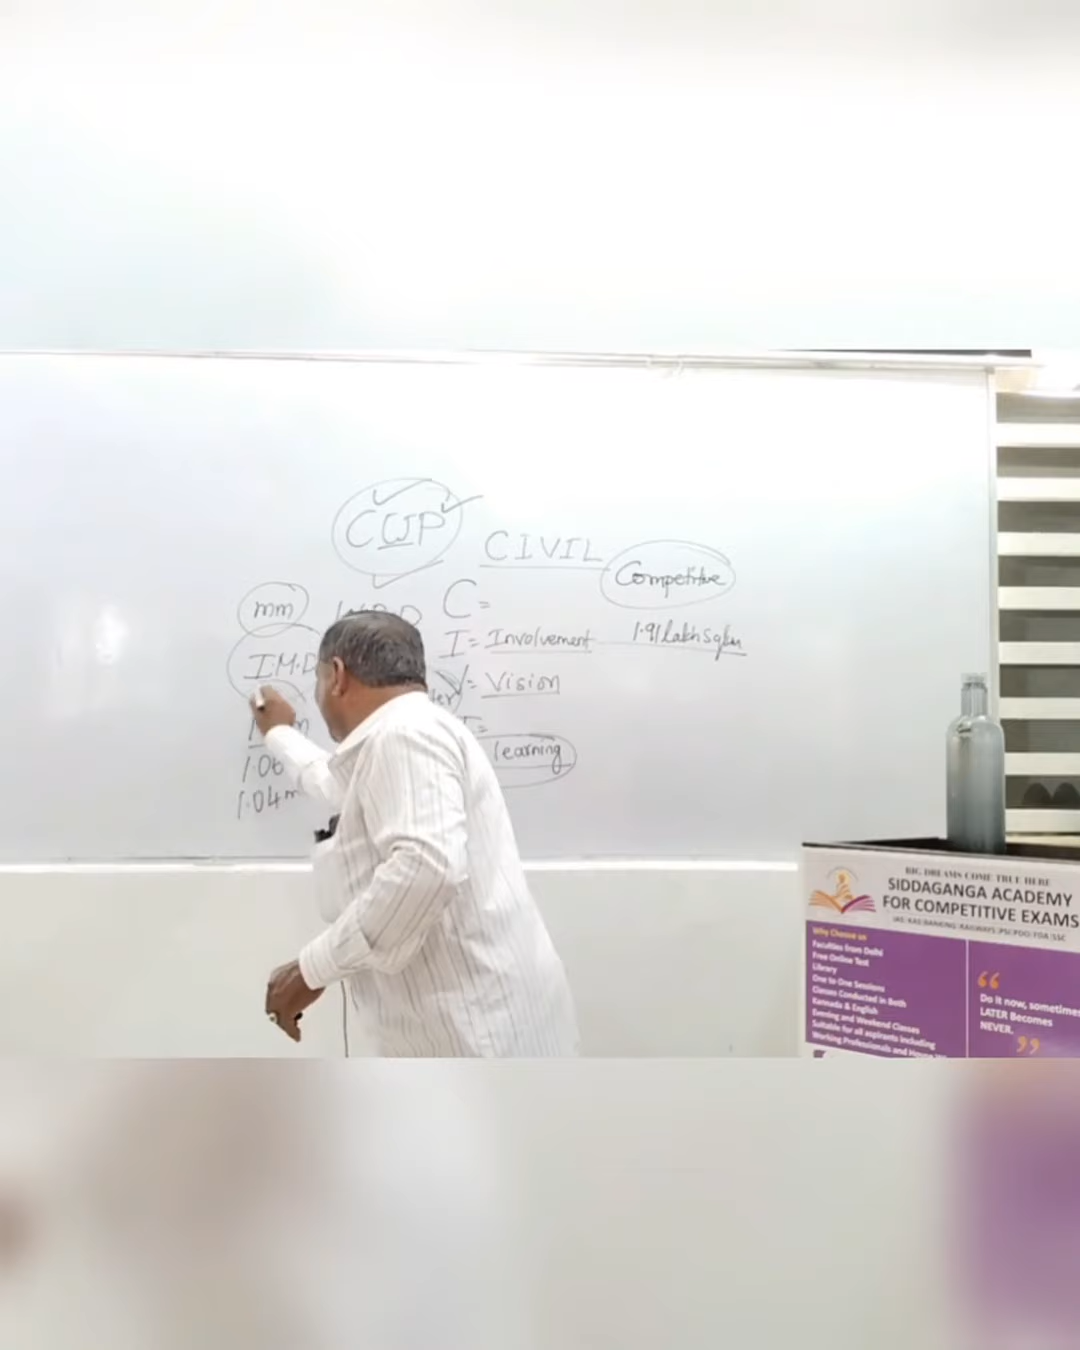 CWP
CIVIL
Competitive
mm
C =
I = Involvement
1.91 lakh sqkm
I.M.D
V = Vision
I =
learning
1.06
1.04 m
BIG DREAMS COME TRUE HERE
SIDDAGANGA ACADEMY
FOR COMPETITIVE EXAMS
IAS|KAS|BANKING|RAILWAYS|PSI|PDO|FDA|SSC
Why Choose us
Faculties from Delhi
Free Online Test
Library
One to One Sessions
Classes Conducted in Both
Kannada & English
Evening and Weekend Classes
Suitable for all aspirants including
Working Professionals and
“
Do it now, sometimes
LATER Becomes
NEVER.
”